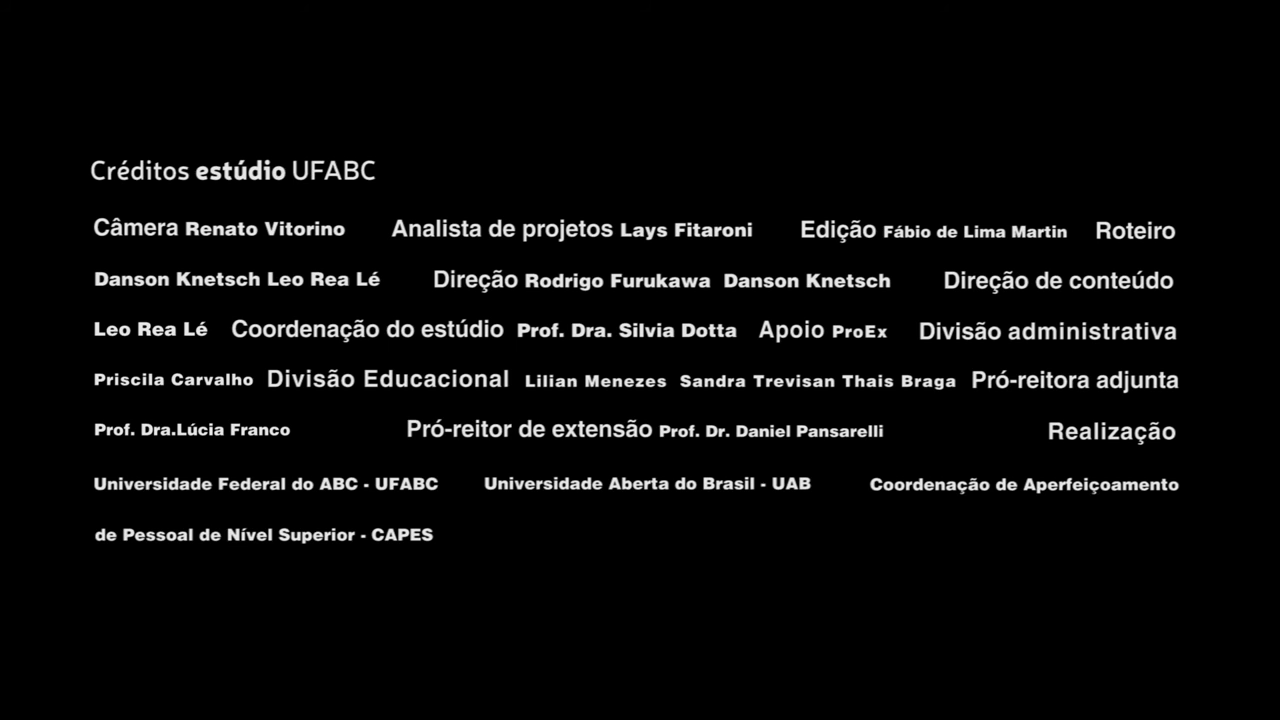 Créditos estúdio UFABC
Câmera Renato Vitorino Analista de projetos Lays Fitaroni Edição Fábio de Lima Martin Roteiro
Danson Knetsch Leo Rea Lé Direção Rodrigo Furukawa Danson Knetsch Direção de conteúdo
Leo Rea Lé Coordenação do estúdio Prof. Dra. Silvia Dotta Apoio ProEx Divisão administrativa
Priscila Carvalho Divisão Educacional Lilian Menezes Sandra Trevisan Thais Braga Pró-reitora adjunta
Prof. Dra.Lúcia Franco Pró-reitor de extensão Prof. Dr. Daniel Pansarelli Realização
Universidade Federal do ABC - UFABC Universidade Aberta do Brasil - UAB Coordenação de Aperfeiçoamento
de Pessoal de Nível Superior - CAPES